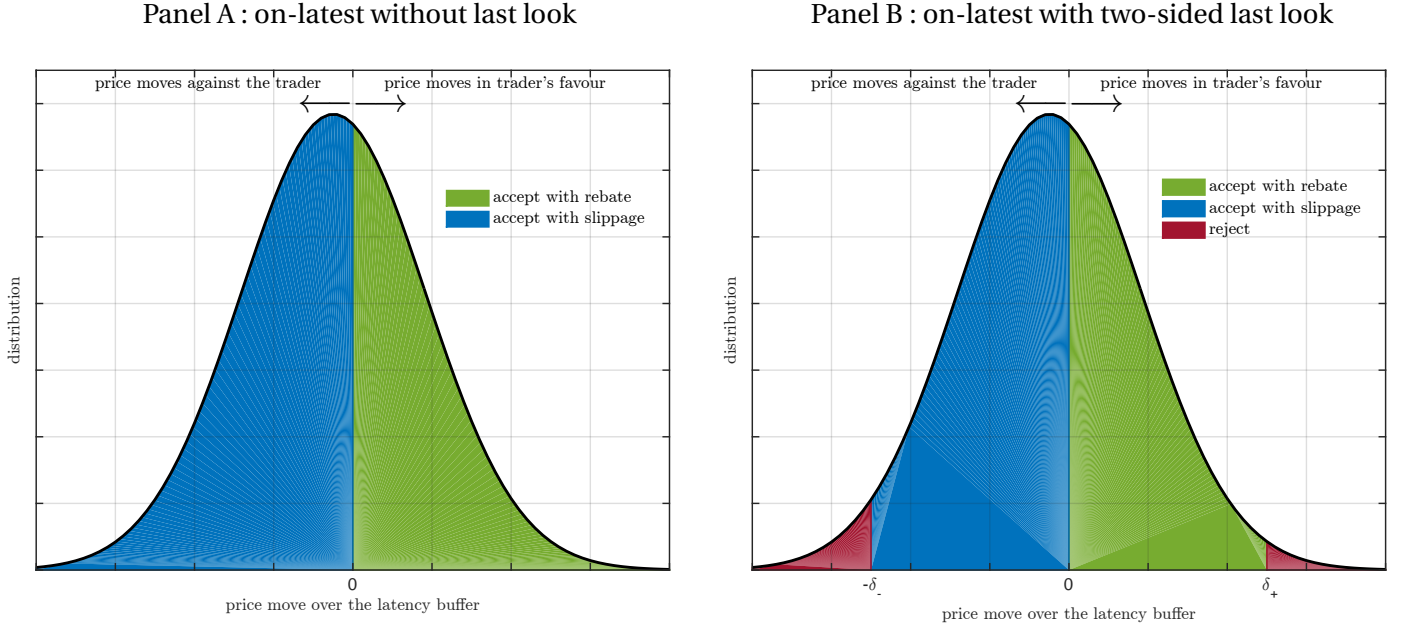 Panel A : on-latest without last look
price moves against the trader
price moves in trader's favour
accept with rebate
accept with slippage
distribution
0
price move over the latency buffer
Panel B : on-latest with two-sided last look
price moves against the trader
price moves in trader's favour
accept with rebate
accept with slippage
reject
distribution
-δ-
0
δ+
price move over the latency buffer